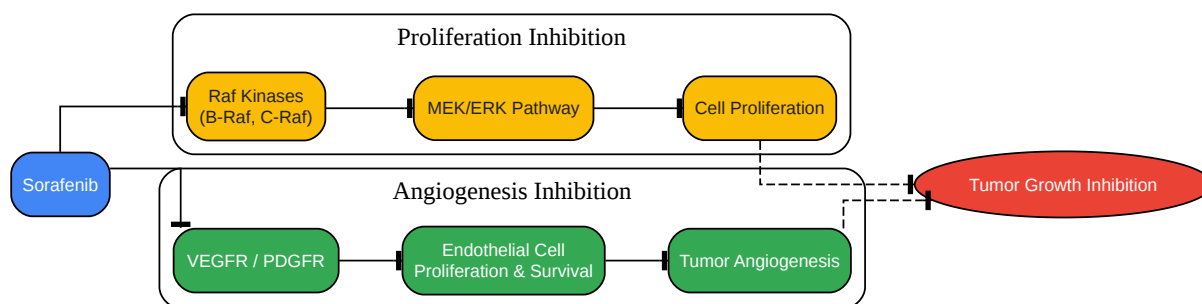 Proliferation Inhibition
Raf Kinases
(B-Raf, C-Raf)
MEK/ERK Pathway
Cell Proliferation
Sorafenib
Tumor Growth Inhibition
Angiogenesis Inhibition
VEGFR / PDGFR
Endothelial Cell
Proliferation & Survival
Tumor Angiogenesis